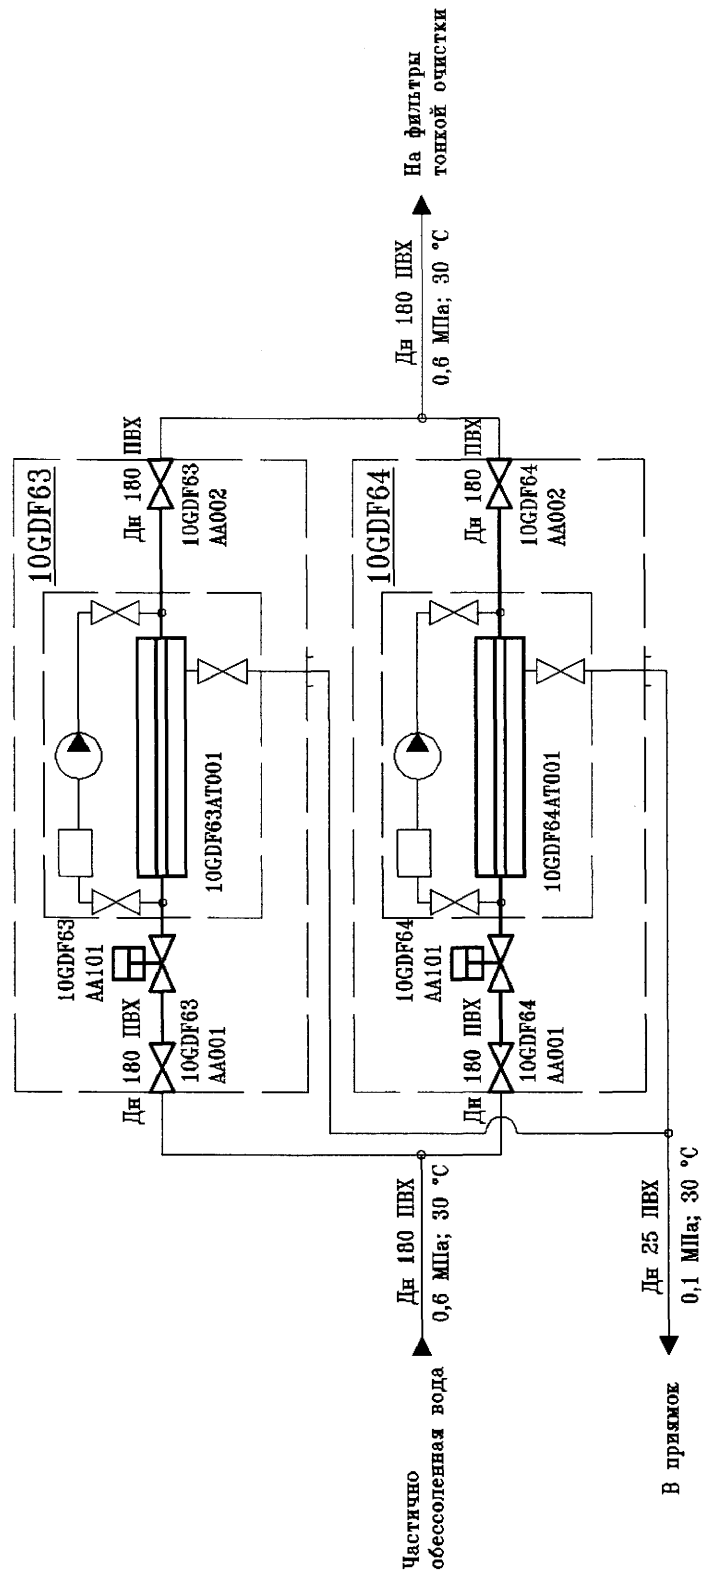 На фильтры
тонкой очистки
Дн 180 ПВХ
0,6 МПа; 30 °C
10GDF63
Дн 180 ПВХ
10GDF63
AA002
10GDF63AT001
10GDF63
AA101
Дн 180 ПВХ
10GDF63
AA001
10GDF64
Дн 180 ПВХ
10GDF64
AA002
10GDF64AT001
10GDF64
AA101
Дн 180 ПВХ
10GDF64
AA001
Дн 180 ПВХ
0,6 МПа; 30 °C
Частично
обессоленная вода
Дн 25 ПВХ
0,1 МПа; 30 °C
В приямок